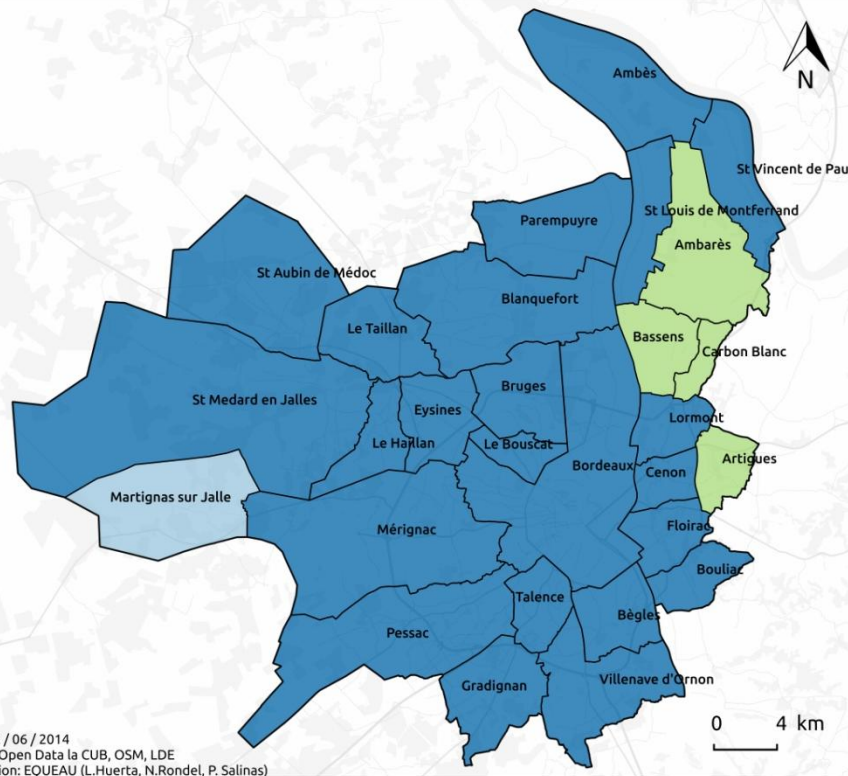 N
Ambès
St Vincent de Pau
St Louis de Montferrand
Parempuyre
Ambarès
St Aubin de Médoc
Blanquefort
Le Taillan
Bassens
Carbon Blanc
St Medard en Jalles
Bruges
Eysines
Lormont
Le Haillan
Le Bouscat
Bordeaux
Cenon
Artigues
Martignas sur Jalle
Mérignac
Floirac
Bouliac
Talence
Bègles
Pessac
Villenave d'Ornon
Gradignan
0 4 km
/ 06 / 2014
Open Data la CUB, OSM, LDE
ion: EQUEAU (L.Huerta, N.Rondel, P. Salinas)